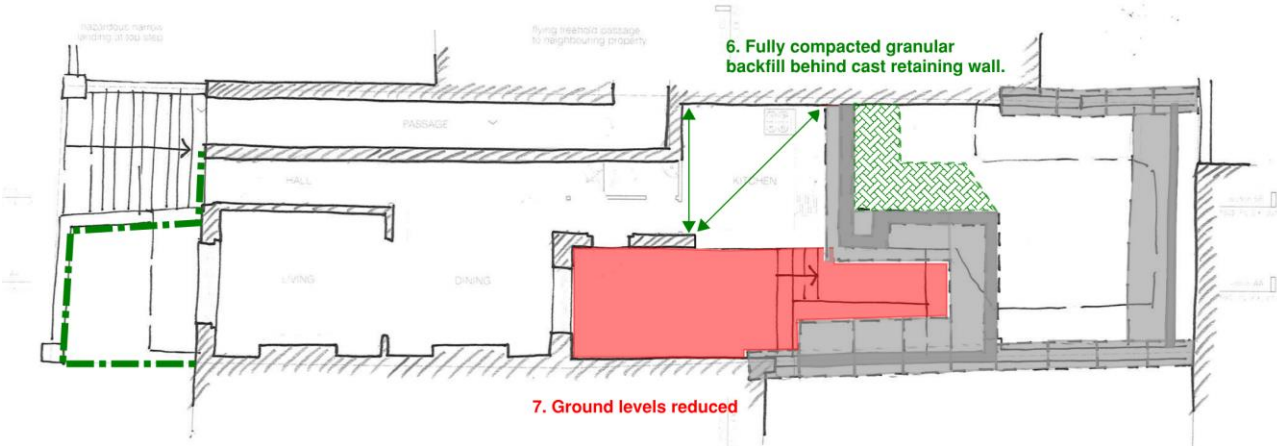 hazardous narrow
landing at top step
flying freehold passage
to neighbouring property
6. Fully compacted granular
backfill behind cast retaining wall.
PASSAGE
HALL
KITCHEN
LIVING
DINING
7. Ground levels reduced